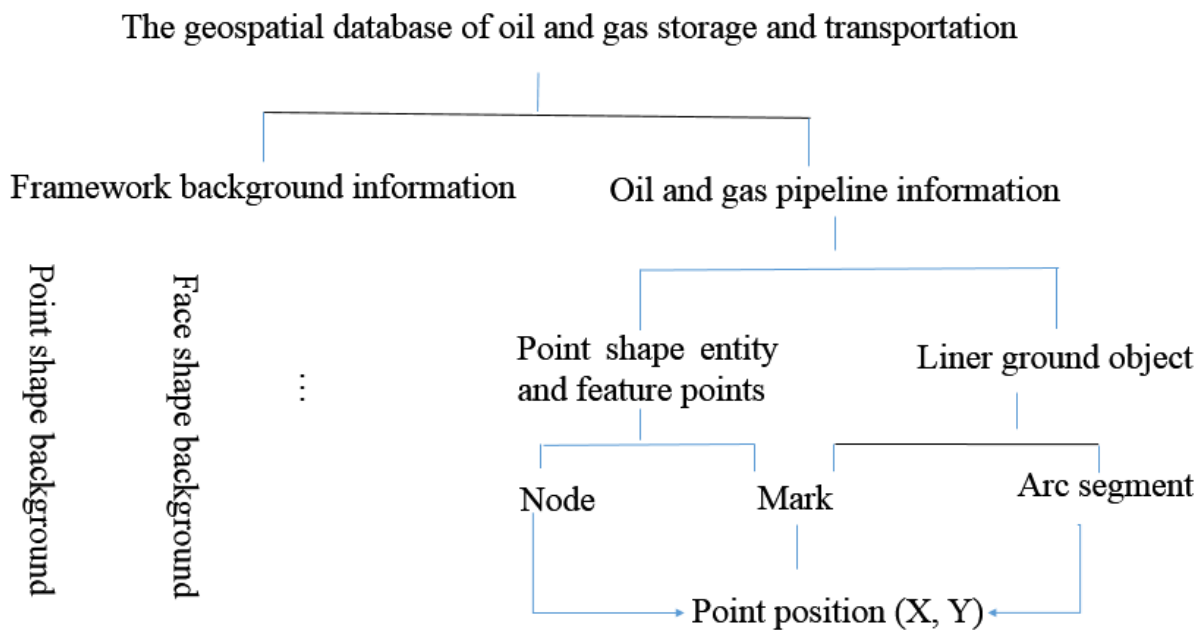 The geospatial database of oil and gas storage and transportation
Framework background information
Oil and gas pipeline information
Point shape background
Face shape background
...
Point shape entity
and feature points
Liner ground object
Node
Mark
Arc segment
Point position (X, Y)